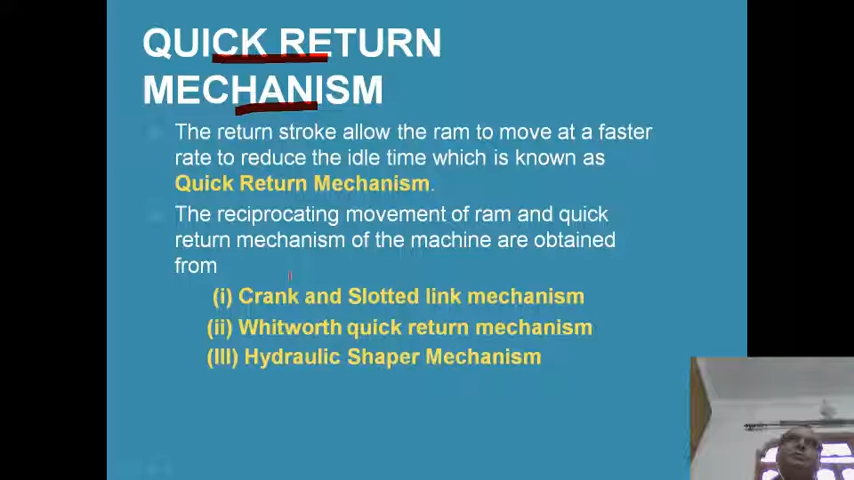 QUICK RETURN
MECHANISM
The return stroke allow the ram to move at a faster
rate to reduce the idle time which is known as
Quick Return Mechanism.
The reciprocating movement of ram and quick
return mechanism of the machine are obtained
from
(i) Crank and Slotted link mechanism
(ii) Whitworth quick return mechanism
(III) Hydraulic Shaper Mechanism